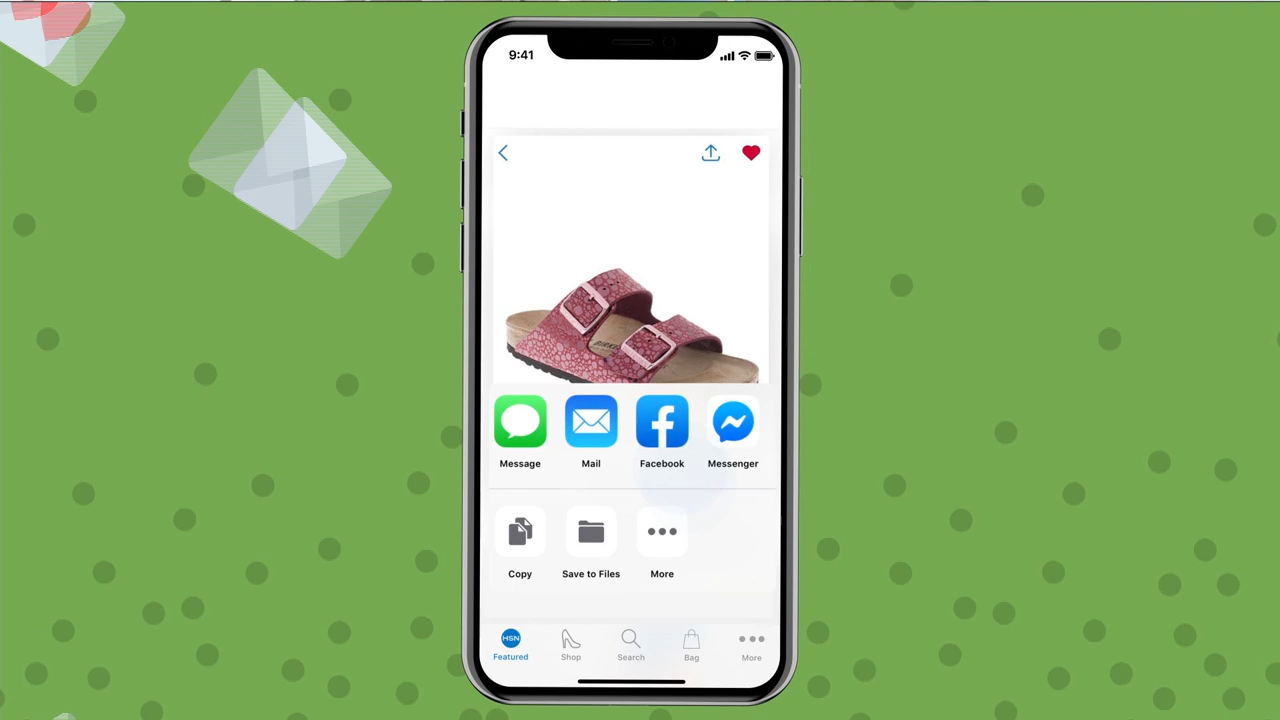 9:41
Message Mail Facebook Messenger
Copy Save to Files More
HSN
Featured Shop Search Bag More